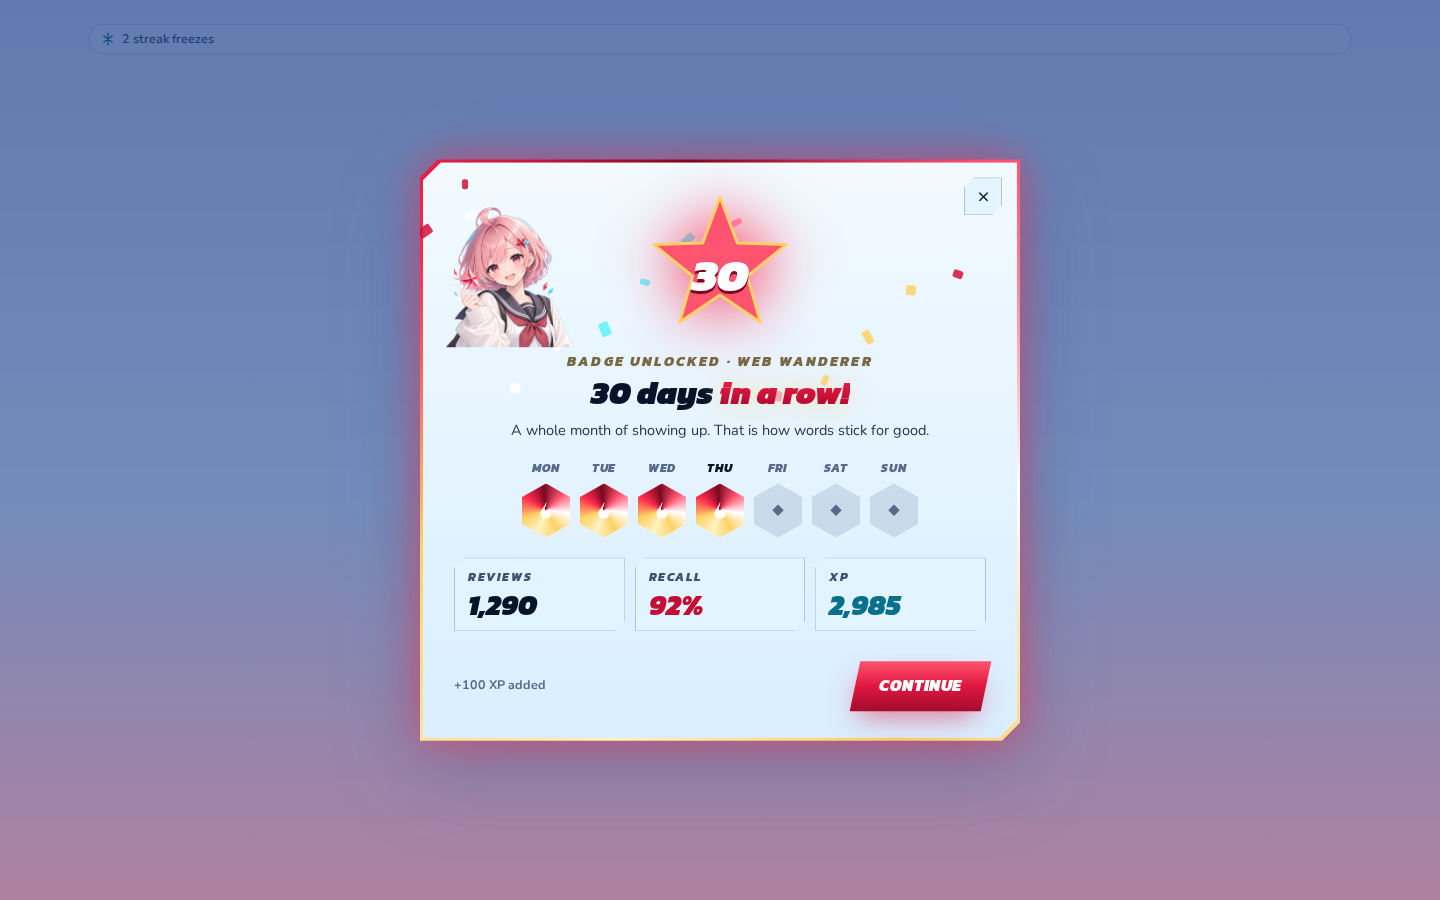 2 streak freezes
×
30
BADGE UNLOCKED · WEB WANDERER
30 days in a row!
A whole month of showing up. That is how words stick for good.
MON TUE WED THU FRI SAT SUN
REVIEWS RECALL XP
1,290 92% 2,985
+100 XP added CONTINUE